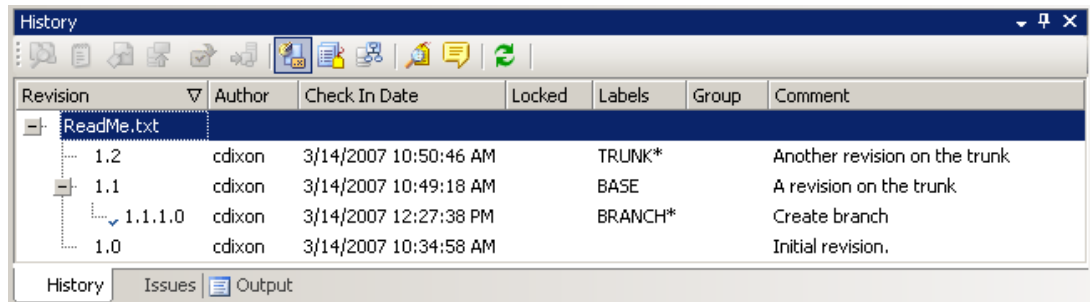 History
Revision Author Check In Date Locked Labels Group Comment
ReadMe.txt
1.2 cdixon 3/14/2007 10:50:46 AM TRUNK* Another revision on the trunk
1.1 cdixon 3/14/2007 10:49:18 AM BASE A revision on the trunk
1.1.1.0 cdixon 3/14/2007 12:27:38 PM BRANCH* Create branch
1.0 cdixon 3/14/2007 10:34:58 AM Initial revision.
History Issues Output